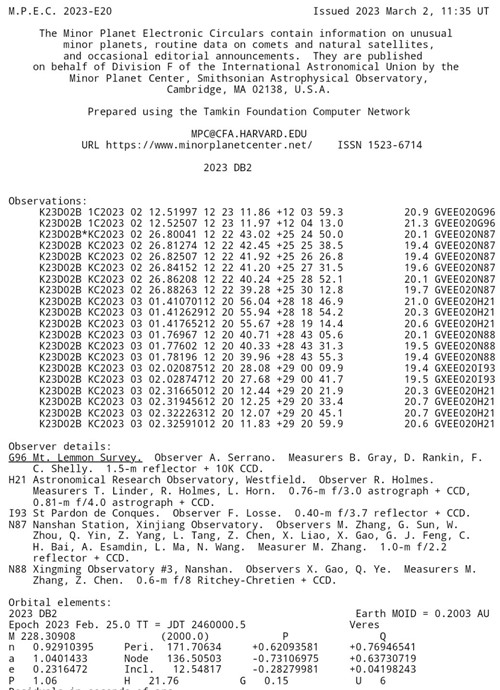 M.P.E.C. 2023-E20 Issued 2023 March 2, 11:35 UT
The Minor Planet Electronic Circulars contain information on unusual
minor planets, routine data on comets and natural satellites,
and occasional editorial announcements. They are published
on behalf of Division F of the International Astronomical Union by the
Minor Planet Center, Smithsonian Astrophysical Observatory,
Cambridge, MA 02138, U.S.A.
Prepared using the Tamkin Foundation Computer Network
MPC@CFA.HARVARD.EDU
URL https://www.minorplanetcenter.net/ ISSN 1523-6714
2023 DB2
Observations:
K23D02B 1C2023 02 12.51997 12 23 11.86 +12 03 59.3 20.9 GVEE020G96
K23D02B 1C2023 02 12.52507 12 23 11.97 +12 04 13.0 21.3 GVEE020G96
K23D02B*KC2023 02 26.80041 12 22 43.02 +25 24 50.0 20.1 GVEE020N87
K23D02B KC2023 02 26.81274 12 22 42.45 +25 25 38.5 19.4 GVEE020N87
K23D02B KC2023 02 26.82507 12 22 41.92 +25 26 26.8 19.4 GVEE020N87
K23D02B KC2023 02 26.84152 12 22 41.20 +25 27 31.5 19.6 GVEE020N87
K23D02B KC2023 02 26.86208 12 22 40.24 +25 28 52.1 20.1 GVEE020N87
K23D02B KC2023 02 26.88263 12 22 39.28 +25 30 12.8 19.7 GVEE020N87
K23D02B KC2023 03 01.41070112 20 56.04 +28 18 46.9 21.0 GVEE020H21
K23D02B KC2023 03 01.41262912 20 55.94 +28 18 54.2 20.3 GVEE020H21
K23D02B KC2023 03 01.41765212 20 55.67 +28 19 14.4 20.6 GVEE020H21
K23D02B KC2023 03 01.76967 12 20 40.71 +28 43 05.6 20.1 GVEE020N88
K23D02B KC2023 03 01.77602 12 20 40.33 +28 43 31.3 19.5 GVEE020N88
K23D02B KC2023 03 01.78196 12 20 39.96 +28 43 55.3 19.4 GVEE020N88
K23D02B KC2023 03 02.02087512 20 28.08 +29 00 09.9 19.4 GXEE020I93
K23D02B KC2023 03 02.02874712 20 27.68 +29 00 41.7 19.5 GXEE020I93
K23D02B KC2023 03 02.31665012 20 12.44 +29 20 21.9 20.3 GVEE020H21
K23D02B KC2023 03 02.31945612 20 12.25 +29 20 33.4 20.7 GVEE020H21
K23D02B KC2023 03 02.32226312 20 12.07 +29 20 45.1 20.7 GVEE020H21
K23D02B KC2023 03 02.32591012 20 11.83 +29 20 59.9 20.6 GVEE020H21
Observer details:
G96 Mt. Lemmon Survey. Observer A. Serrano. Measurers B. Gray, D. Rankin, F.
C. Shelly. 1.5-m reflector + 10K CCD.
H21 Astronomical Research Observatory, Westfield. Observer R. Holmes.
Measurers T. Linder, R. Holmes, L. Horn. 0.76-m f/3.0 astrograph + CCD,
0.81-m f/4.0 astrograph + CCD.
I93 St Pardon de Conques. Observer F. Losse. 0.40-m f/3.7 reflector + CCD.
N87 Nanshan Station, Xinjiang Observatory. Observers M. Zhang, G. Sun, W.
Zhou, Q. Yin, Z. Yang, L. Tang, Z. Chen, X. Liao, X. Gao, G. J. Feng, C.
H. Bai, A. Esamdin, L. Ma, N. Wang. Measurer M. Zhang. 1.0-m f/2.2
reflector + CCD.
N88 Xingming Observatory #3, Nanshan. Observers X. Gao, Q. Ye. Measurers M.
Zhang, Z. Chen. 0.6-m f/8 Ritchey-Chretien + CCD.
Orbital elements:
2023 DB2 Earth MOID = 0.2003 AU
Epoch 2023 Feb. 25.0 TT = JDT 2460000.5 Veres
M 228.30908 (2000.0) P Q
n 0.92910395 Peri. 171.70634 +0.62093581 +0.76946541
a 1.0401433 Node 136.50503 -0.73106975 +0.63730719
e 0.2316472 Incl. 12.54817 -0.28279981 +0.04198243
P 1.06 H 21.76 G 0.15 U 6